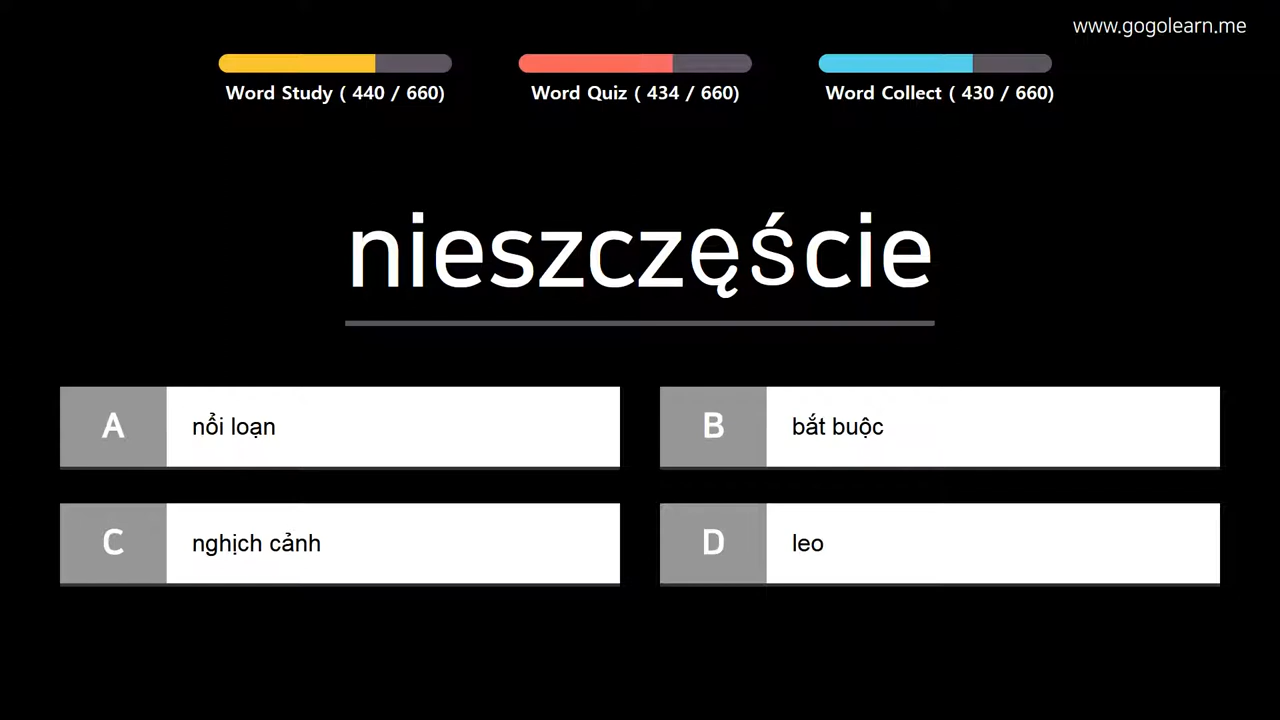 www.gogolearn.me
Word Study ( 440 / 660)
Word Quiz ( 434 / 660)
Word Collect ( 430 / 660)
nieszczęście
A nổi loạn
B bắt buộc
C nghịch cảnh
D leo